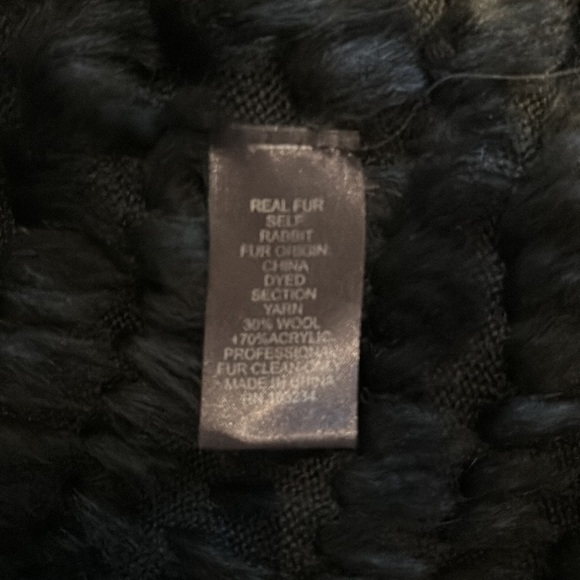 REAL FUR
SELF
RABBIT
FUR ORIGIN:
CHINA
DYED
SECTION
YARN
30% WOOL
+70%ACRYLIC
PROFESSIONAL
FUR CLEAN ONLY
MADE IN CHINA
RN